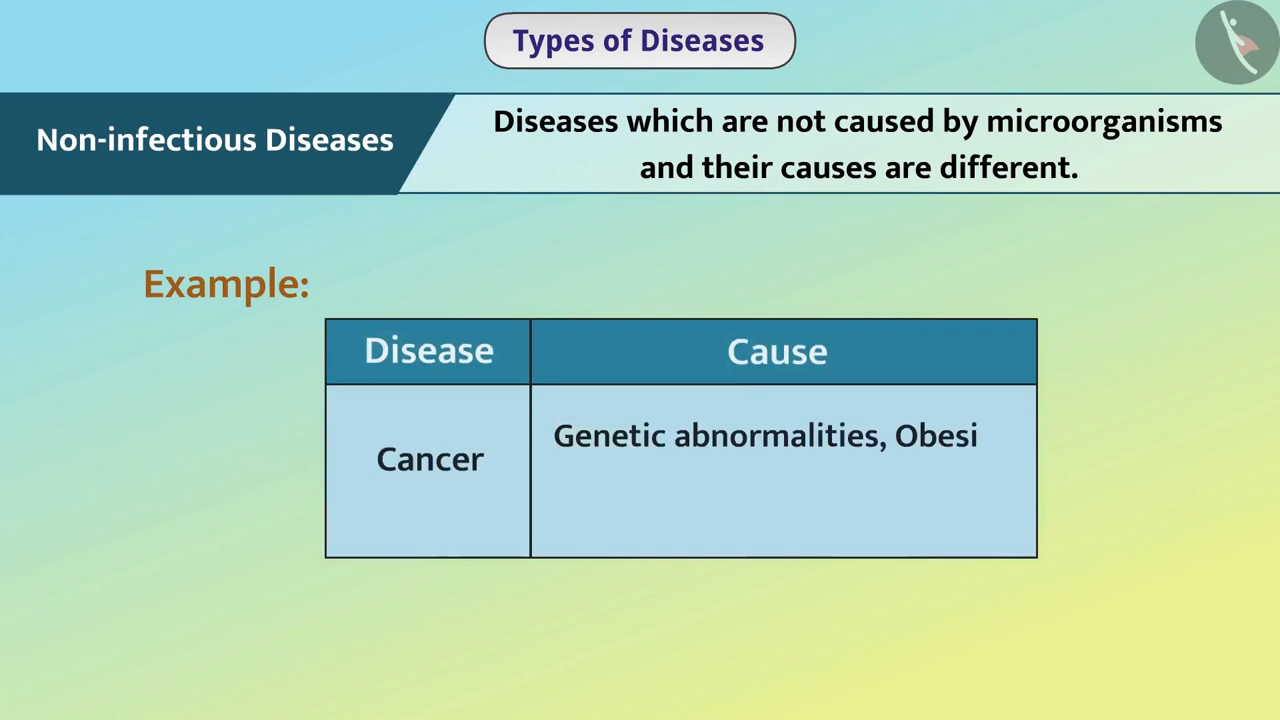 Types of Diseases
Non-infectious Diseases
Diseases which are not caused by microorganisms
and their causes are different.
Example:
Disease
Cause
Cancer
Genetic abnormalities, Obesi